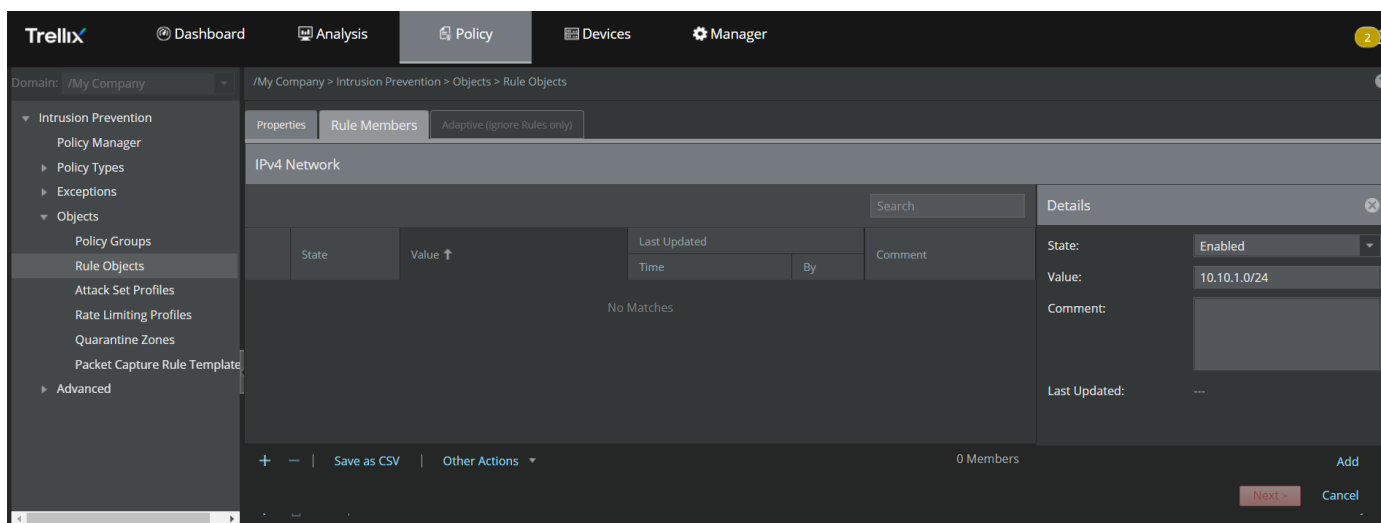 Trellix
Dashboard
Analysis
Policy
Devices
Manager
2
Domain: /My Company
/My Company > Intrusion Prevention > Objects > Rule Objects
Intrusion Prevention
Policy Manager
Policy Types
Exceptions
Objects
Policy Groups
Rule Objects
Attack Set Profiles
Rate Limiting Profiles
Quarantine Zones
Packet Capture Rule Template
Advanced
Properties
Rule Members
Adaptive (Ignore Rules only)
IPv4 Network
Search
State
Value ↑
Last Updated
Time
By
Comment
No Matches
+ − | Save as CSV | Other Actions
0 Members
Details
State: Enabled
Value: 10.10.1.0/24
Comment:
Last Updated: ---
Add
Next >
Cancel